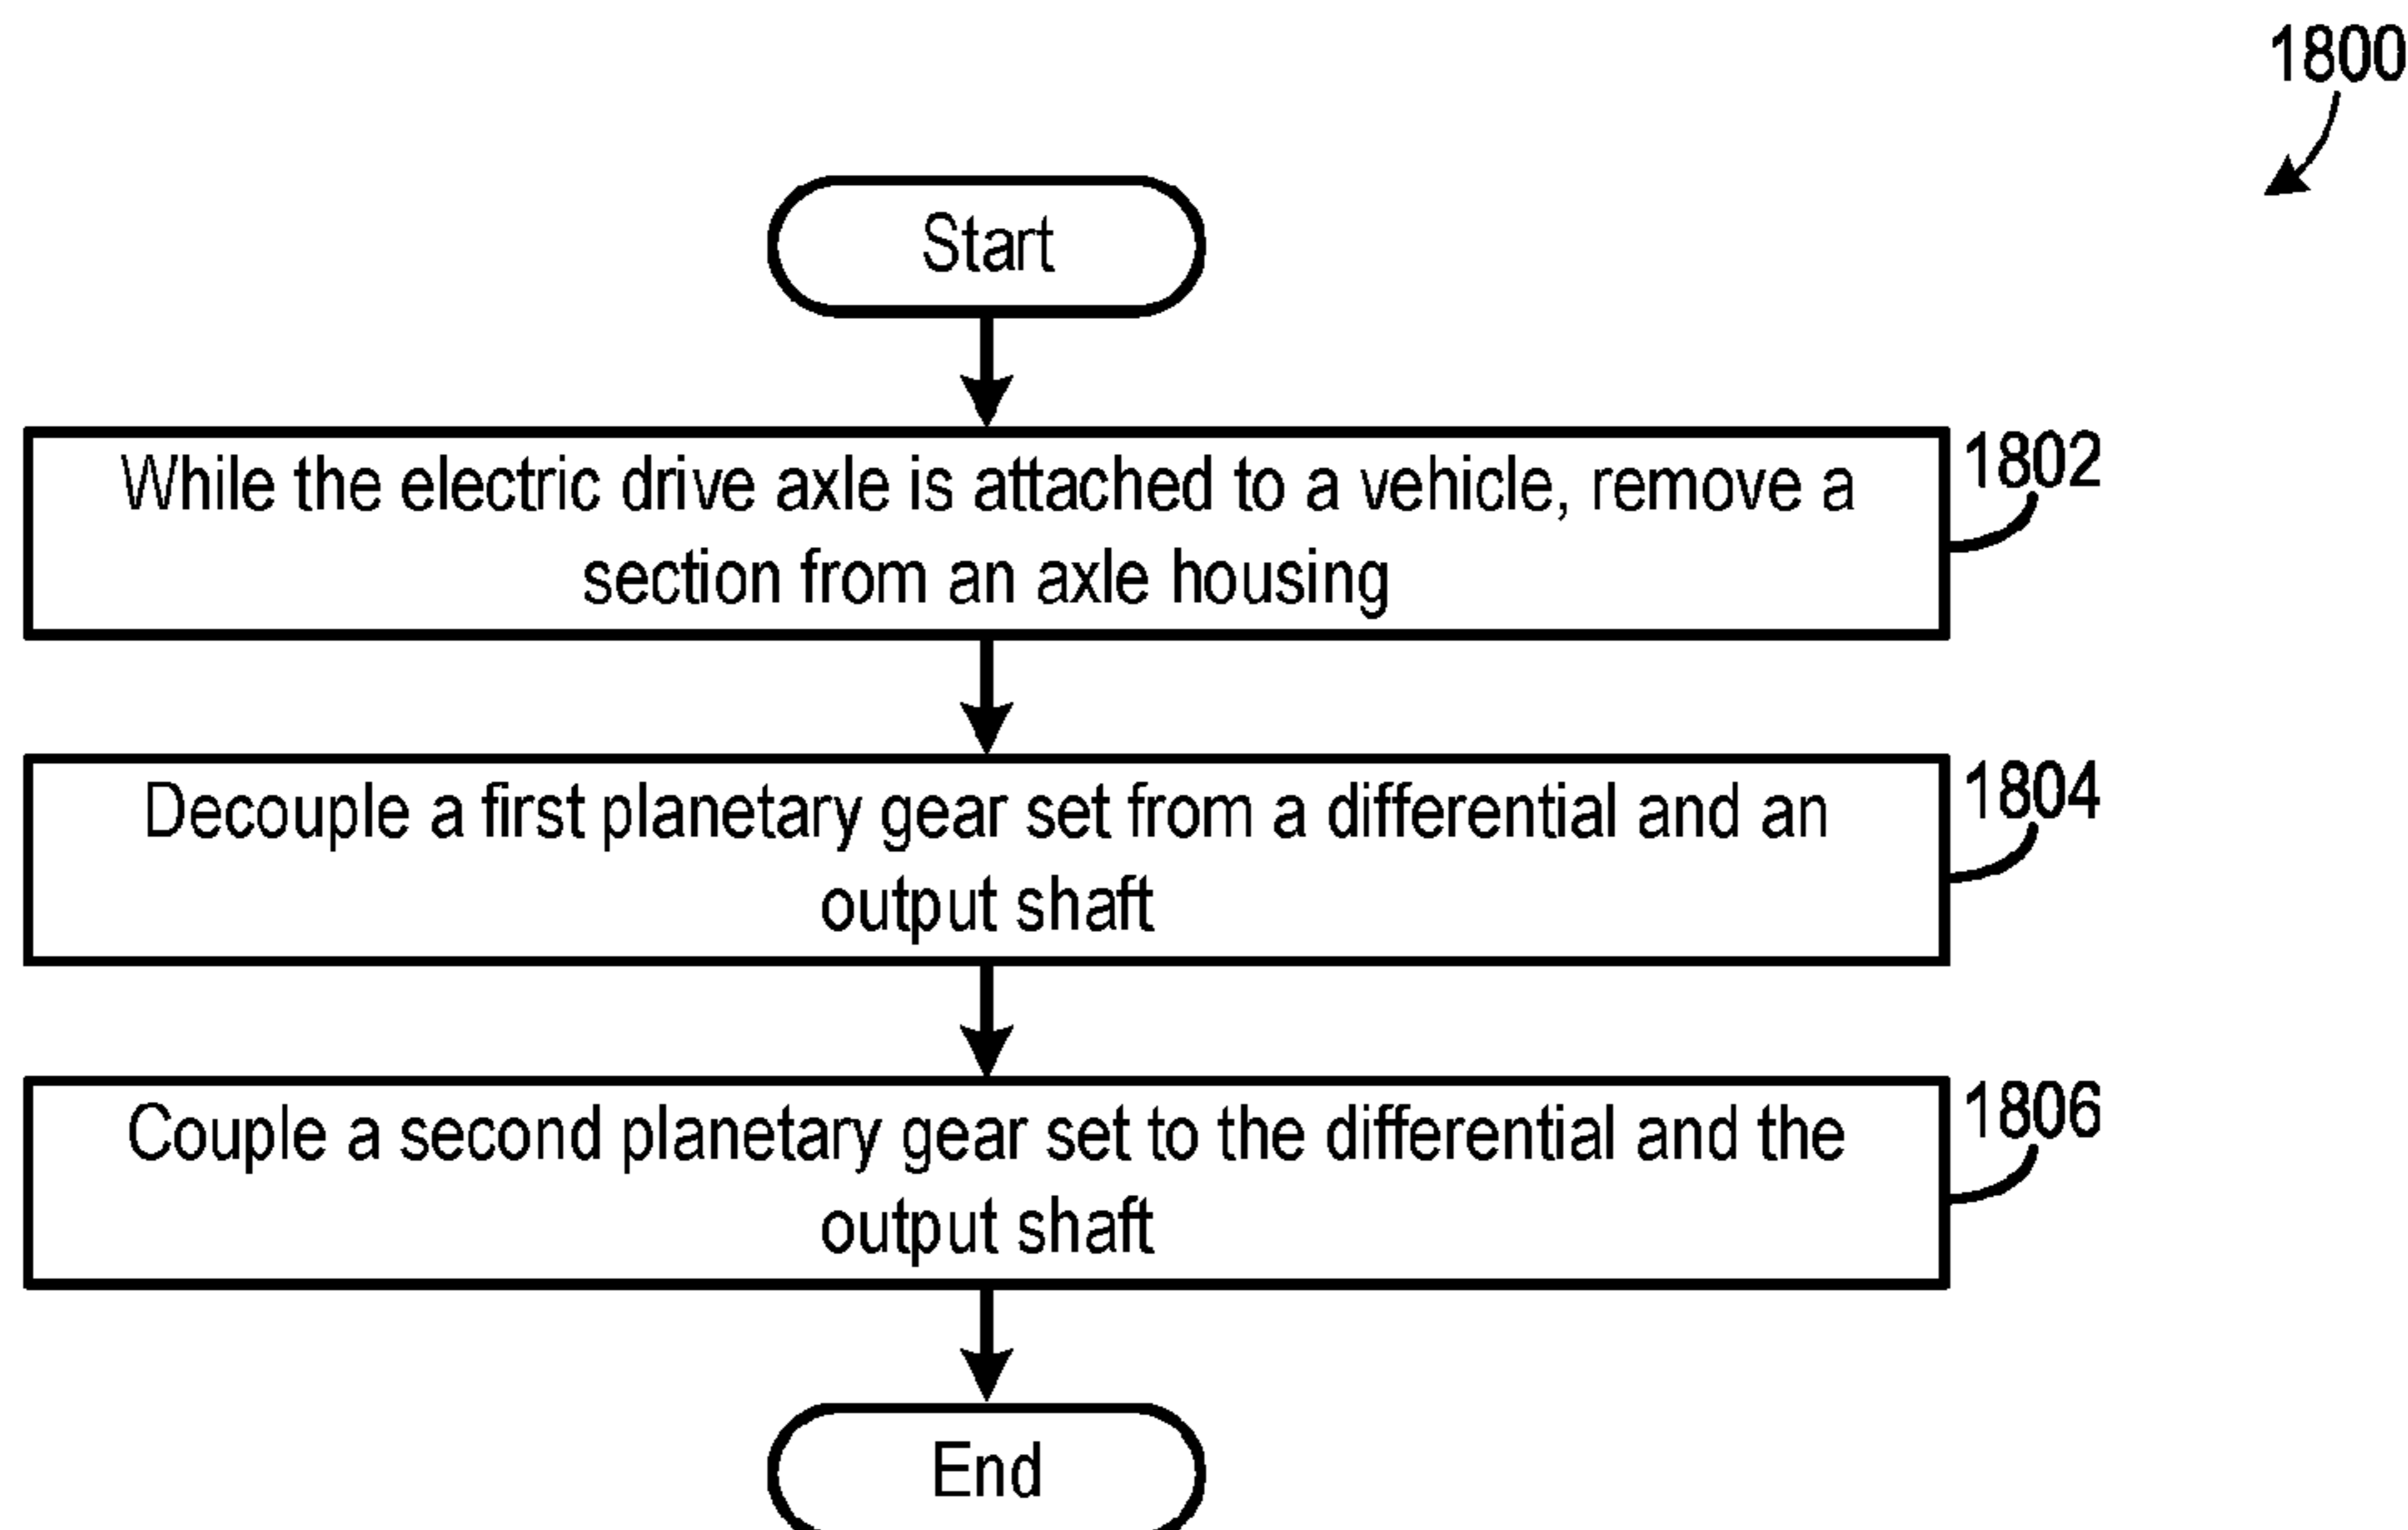 1800
Start
While the electric drive axle is attached to a vehicle, remove a
section from an axle housing
1802
Decouple a first planetary gear set from a differential and an
output shaft
1804
Couple a second planetary gear set to the differential and the
output shaft
1806
End